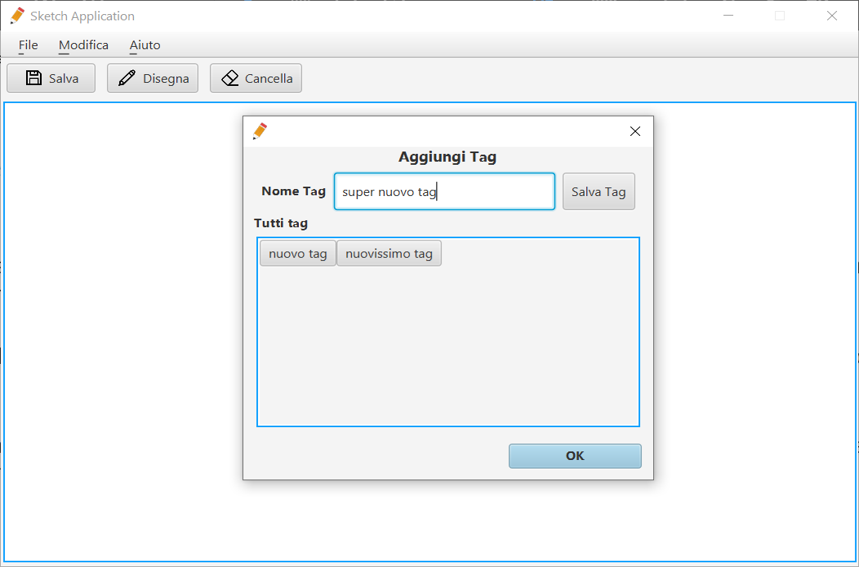 Sketch Application
File Modifica Aiuto
Salva Disegna Cancella
Aggiungi Tag
Nome Tag super nuovo tag Salva Tag
Tutti tag
nuovo tag nuovissimo tag
OK